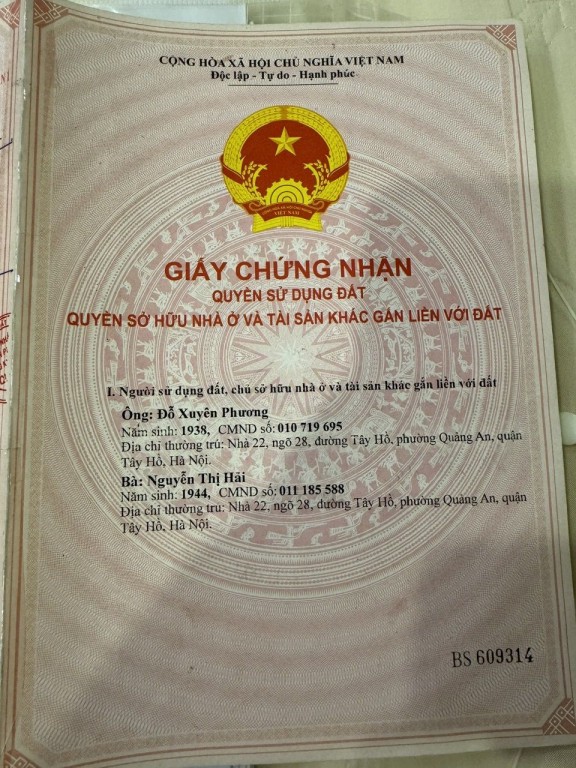 CỘNG HÒA XÃ HỘI CHỦ NGHĨA VIỆT NAM
Độc lập - Tự do - Hạnh phúc
VIỆT NAM
GIẤY CHỨNG NHẬN
QUYỀN SỬ DỤNG ĐẤT
QUYỀN SỞ HỮU NHÀ Ở VÀ TÀI SẢN KHÁC GẮN LIỀN VỚI ĐẤT
I. Người sử dụng đất, chủ sở hữu nhà ở và tài sản khác gắn liền với đất
Ông: Đỗ Xuyên Phương
Năm sinh: 1938, CMND số: 010 719 695
Địa chỉ thường trú: Nhà 22, ngõ 28, đường Tây Hồ, phường Quảng An, quận
Tây Hồ, Hà Nội.
Bà: Nguyễn Thị Hải
Năm sinh: 1944, CMND số: 011 185 588
Địa chỉ thường trú: Nhà 22, ngõ 28, đường Tây Hồ, phường Quảng An, quận
Tây Hồ, Hà Nội.
BS 609314